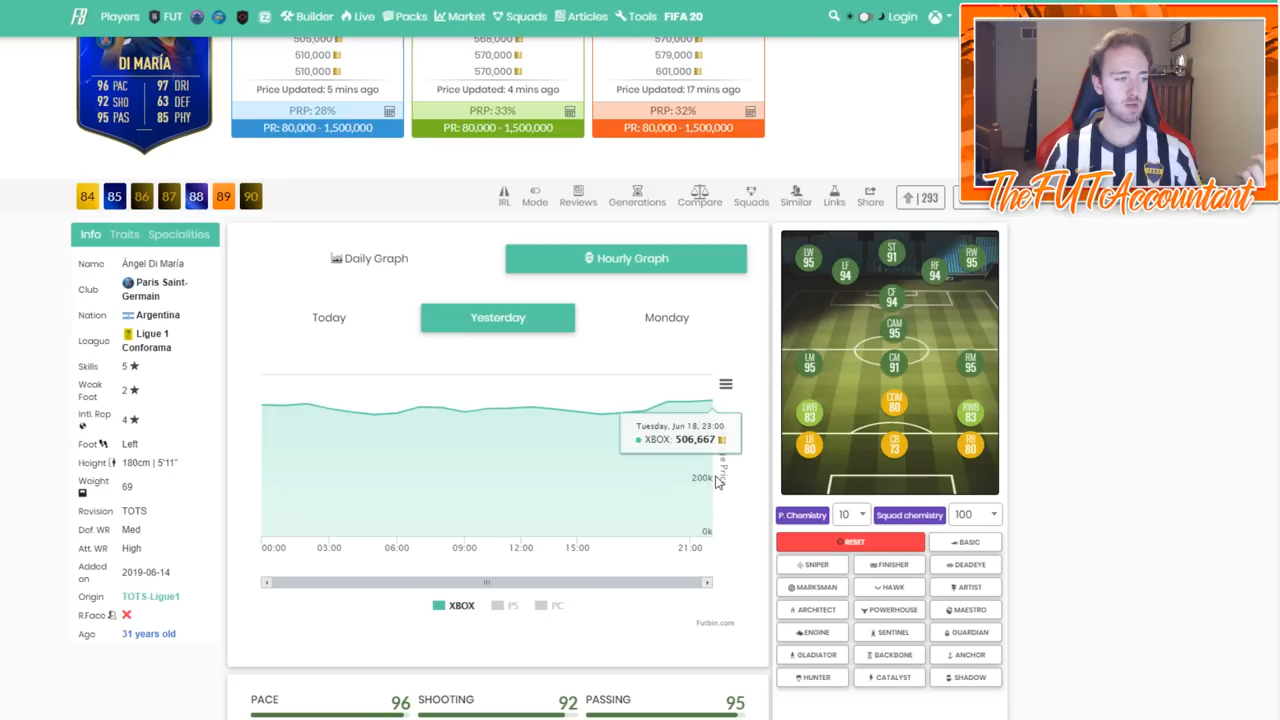 F8 Players FUT Builder Live Packs Market Squads Articles Tools FIFA 20 Login
DI MARÍA
96 PAC 97 DRI
92 SHO 63 DEF
95 PAS 85 PHY
505,000 568,000 570,000
510,000 570,000 579,000
510,000 570,000 601,000
Price Updated: 5 mins ago Price Updated: 4 mins ago Price Updated: 17 mins ago
PRP: 28% PRP: 33% PRP: 32%
PR: 80,000 - 1,500,000 PR: 80,000 - 1,500,000 PR: 80,000 - 1,500,000
TheFUTAccountant
84 85 86 87 88 89 90
IRL Mode Reviews Generations Compare Squads Similar Links Share 293
Info Traits Specialities
Name Ángel Di María
Club Paris Saint-
Germain
Nation Argentina
League Ligue 1
Conforama
Skills 5
Weak
Foot 2
Intl. Rep 4
Foot Left
Height 180cm | 5'11"
Weight 69
Revision TOTS
Def. WR Med
Att. WR High
Added
on 2019-06-14
Origin TOTS-Ligue1
R.Face
Age 31 years old
Daily Graph Hourly Graph
Today Yesterday Monday
Tuesday, Jun 18, 23:00
XBOX: 506,667
200k
0k
00:00 03:00 06:00 09:00 12:00 15:00 21:00
XBOX PS PC
Futbin.com
PACE 96 SHOOTING 92 PASSING 95
LW 95
LF 94
ST 91
RF 94
RW 95
CF 94
CAM 95
LM 95
CM 91
RM 95
LWB 83
CDM 80
RWB 83
LB 80
CB 73
RB 80
P. Chemistry 10 Squad chemistry 100
RESET BASIC
SNIPER FINISHER DEADEYE
MARKSMAN HAWK ARTIST
ARCHITECT POWERHOUSE MAESTRO
ENGINE SENTINEL GUARDIAN
GLADIATOR BACKBONE ANCHOR
HUNTER CATALYST SHADOW